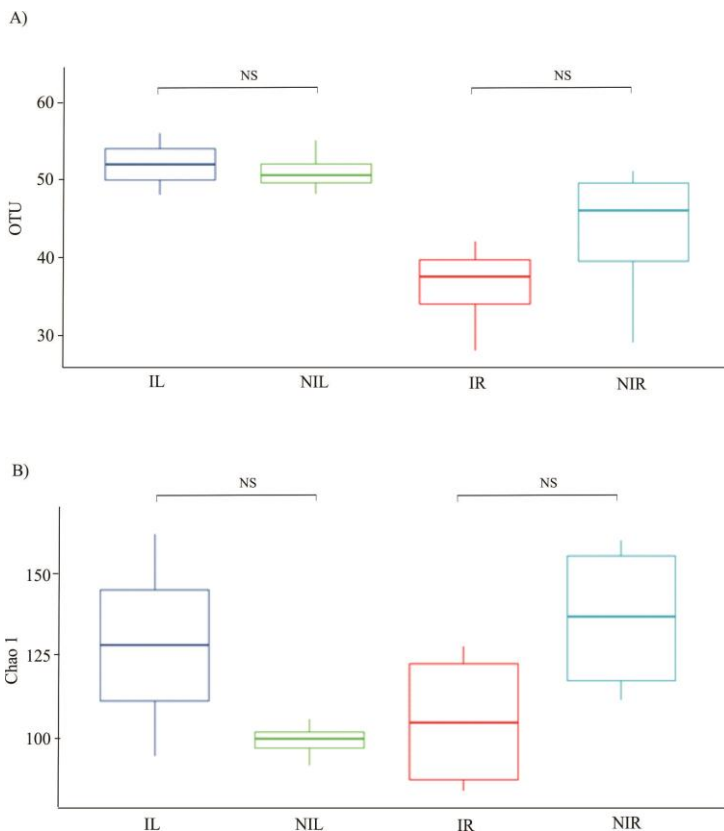 A)
NS NS
60
50
40
30
OTU
IL NIL IR NIR
B)
NS NS
150
125
100
Chao 1
IL NIL IR NIR